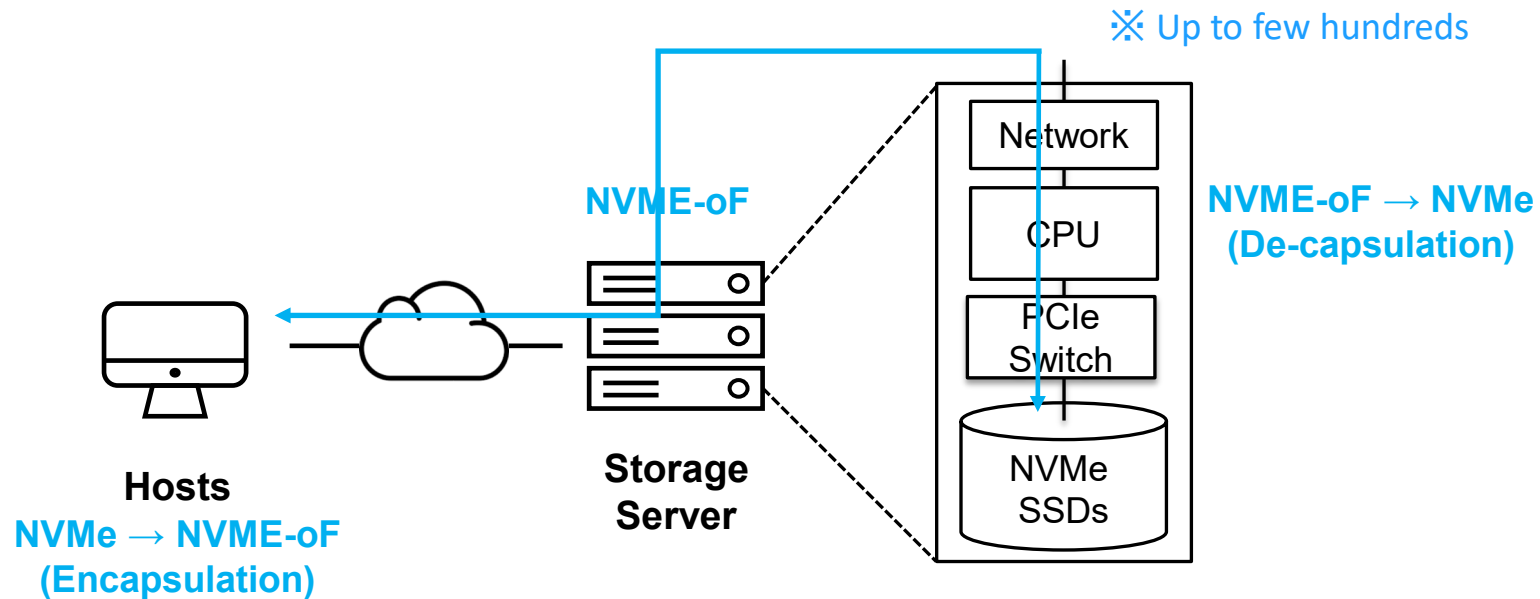 ※ Up to few hundreds
Network
NVME-oF
NVME-oF → NVMe
(De-capsulation)
CPU
PCIe
Switch
Storage
Server
NVMe
SSDs
Hosts
NVMe → NVME-oF
(Encapsulation)